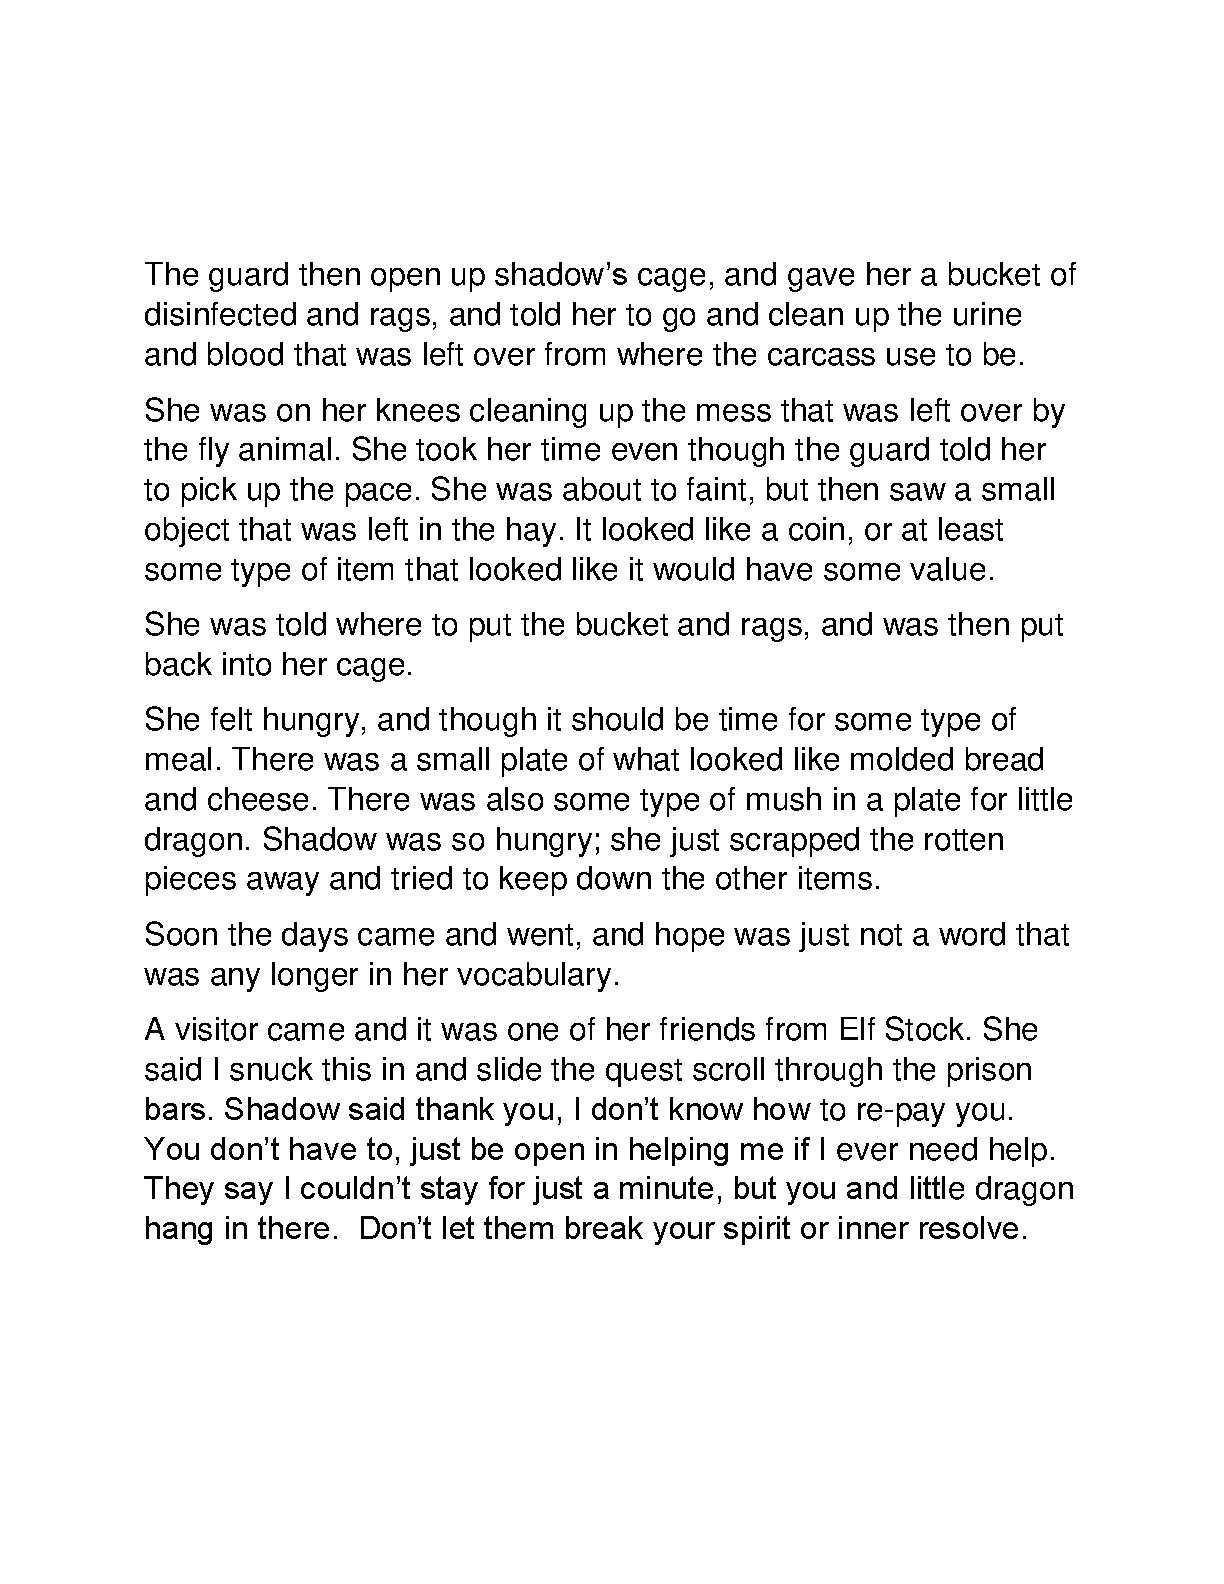 The guard then open up shadow’s cage, and gave her a bucket of
disinfected and rags, and told her to go and clean up the urine
and blood that was left over from where the carcass use to be.
She was on her knees cleaning up the mess that was left over by
the fly animal. She took her time even though the guard told her
to pick up the pace. She was about to faint, but then saw a small
object that was left in the hay. It looked like a coin, or at least
some type of item that looked like it would have some value.
She was told where to put the bucket and rags, and was then put
back into her cage.
She felt hungry, and though it should be time for some type of
meal. There was a small plate of what looked like molded bread
and cheese. There was also some type of mush in a plate for little
dragon. Shadow was so hungry; she just scrapped the rotten
pieces away and tried to keep down the other items.
Soon the days came and went, and hope was just not a word that
was any longer in her vocabulary.
A visitor came and it was one of her friends from Elf Stock. She
said I snuck this in and slide the quest scroll through the prison
bars. Shadow said thank you, I don’t know how to re-pay you.
You don’t have to, just be open in helping me if I ever need help.
They say I couldn’t stay for just a minute, but you and little dragon
hang in there.  Don’t let them break your spirit or inner resolve.